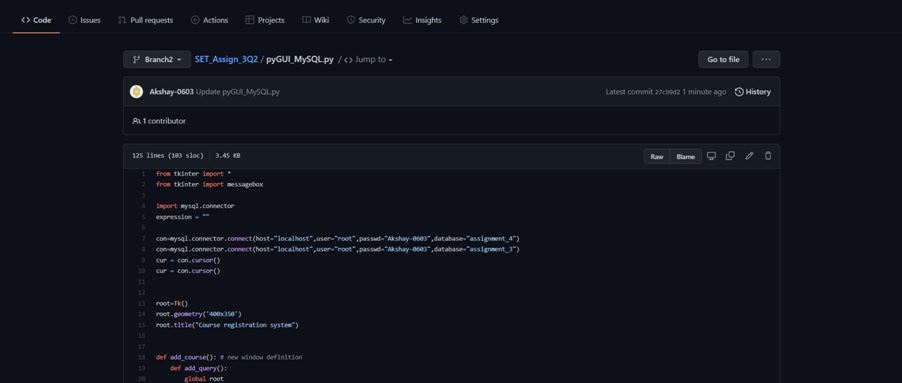 Code Issues Pull requests Actions Projects Wiki Security Insights Settings
Branch2 SET_Assign_3Q2 / pyGUI_MySQL.py / <> Jump to Go to file ...
Akshay-0603 Update pyGUI_MySQL.py Latest commit 27cb9d2 1 minute ago History
1 contributor
125 lines (103 sloc) 3.45 KB Raw Blame
1 from tkinter import *
2 from tkinter import messagebox
3
4 import mysql.connector
5 expression = ""
6
7 con=mysql.connector.connect(host="localhost",user="root",passwd="Akshay-0603",database="assignment_4")
8 con=mysql.connector.connect(host="localhost",user="root",passwd="Akshay-0603",database="assignment_3")
9 cur = con.cursor()
10 cur = con.cursor()
11
12
13 root=Tk()
14 root.geometry('400x350')
15 root.title("Course registration system")
16
17
18 def add_course(): # new window definition
19 def add_query():
20 global root